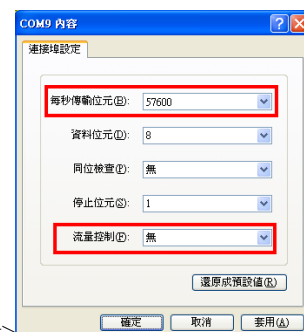 COM9 內容
連接埠設定
每秒傳輸位元(B): 57600
資料位元(D): 8
同位檢查(P): 無
停止位元(S): 1
流量控制(F): 無
還原成預設值(R)
確定 取消 套用(A)